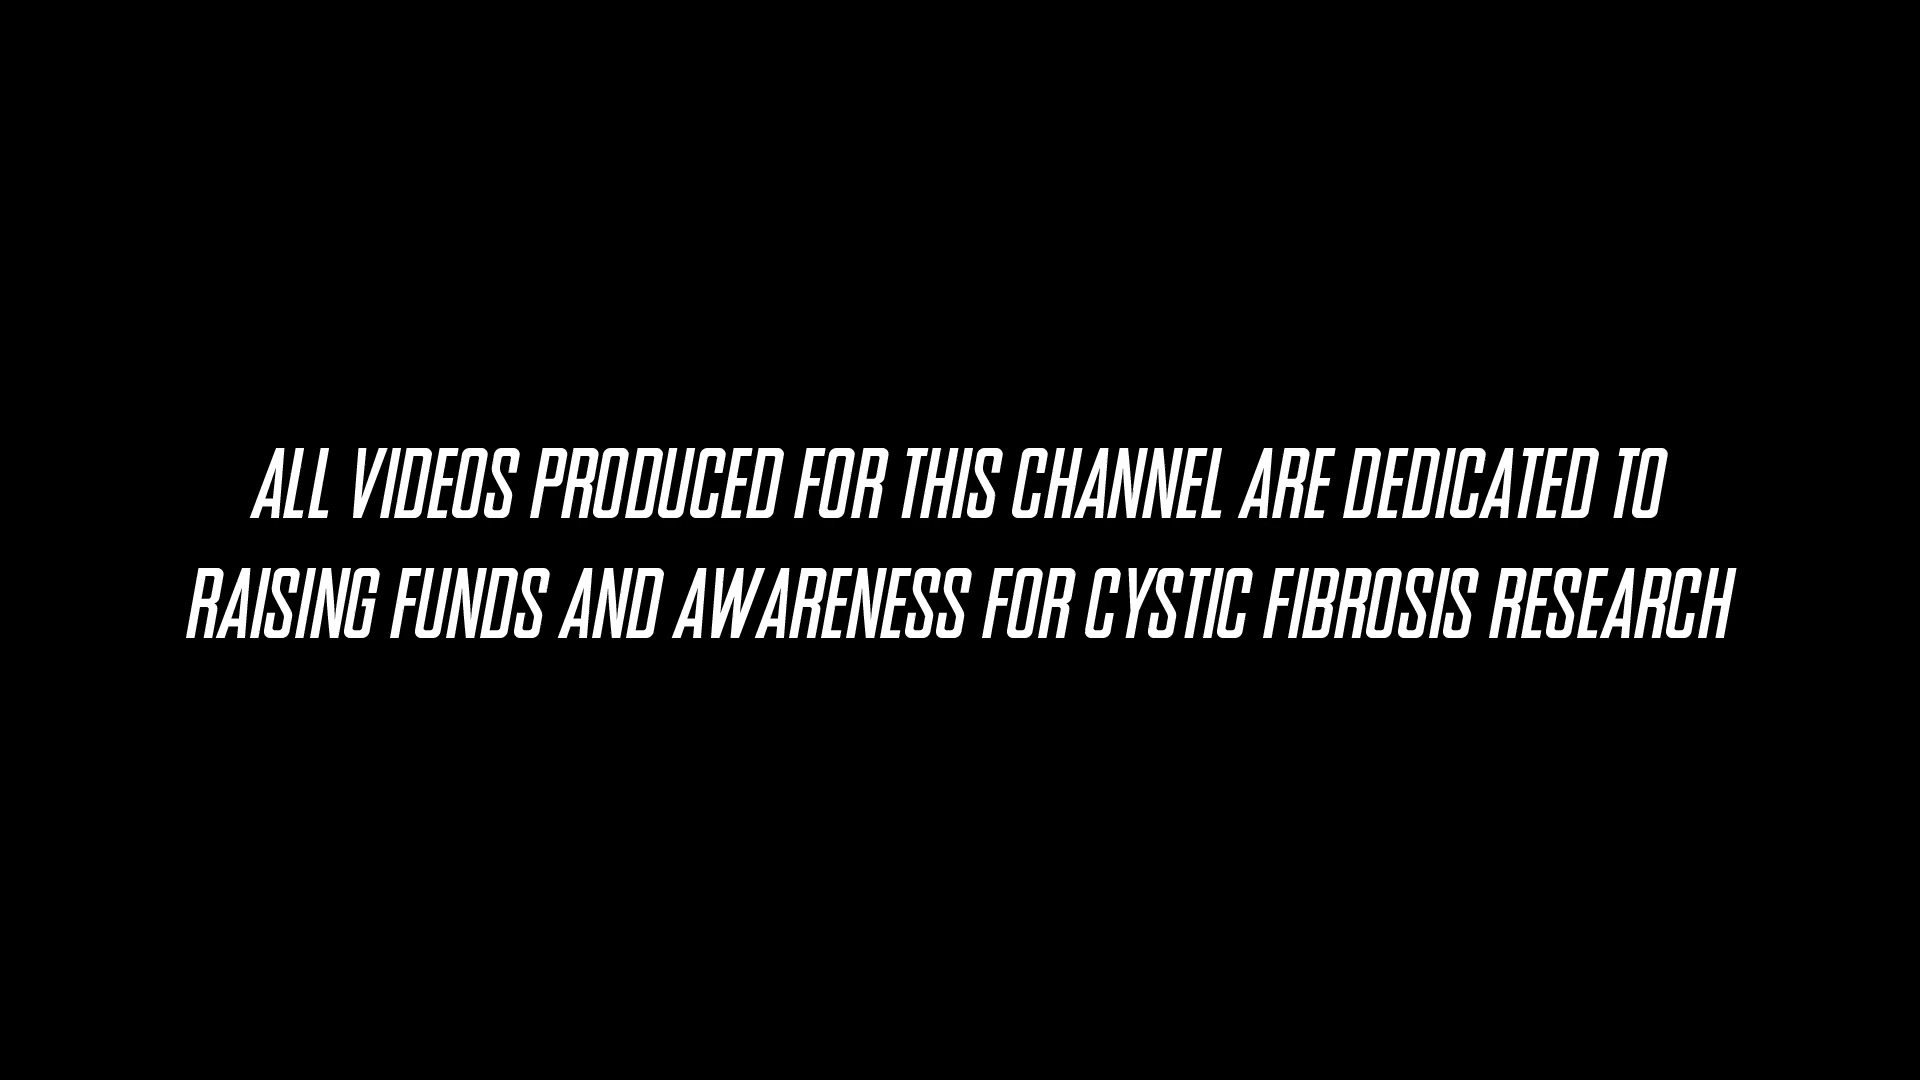 ALL VIDEOS PRODUCED FOR THIS CHANNEL ARE DEDICATED TO
RAISING FUNDS AND AWARENESS FOR CYSTIC FIBROSIS RESEARCH